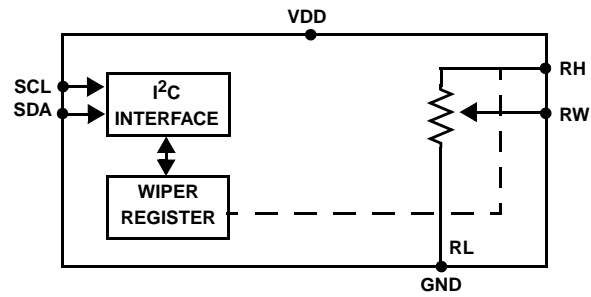 VDD
SCL
SDA
I²C
INTERFACE
WIPER
REGISTER
RH
RW
RL
GND